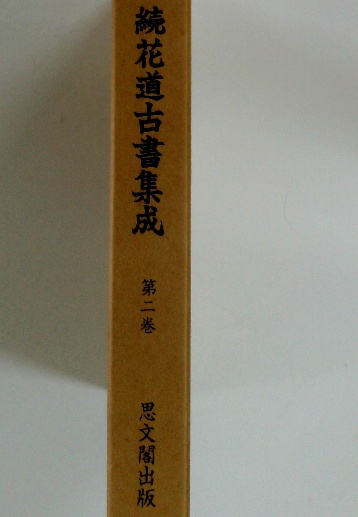 続花道古書集成
第二巻
思文閣出版